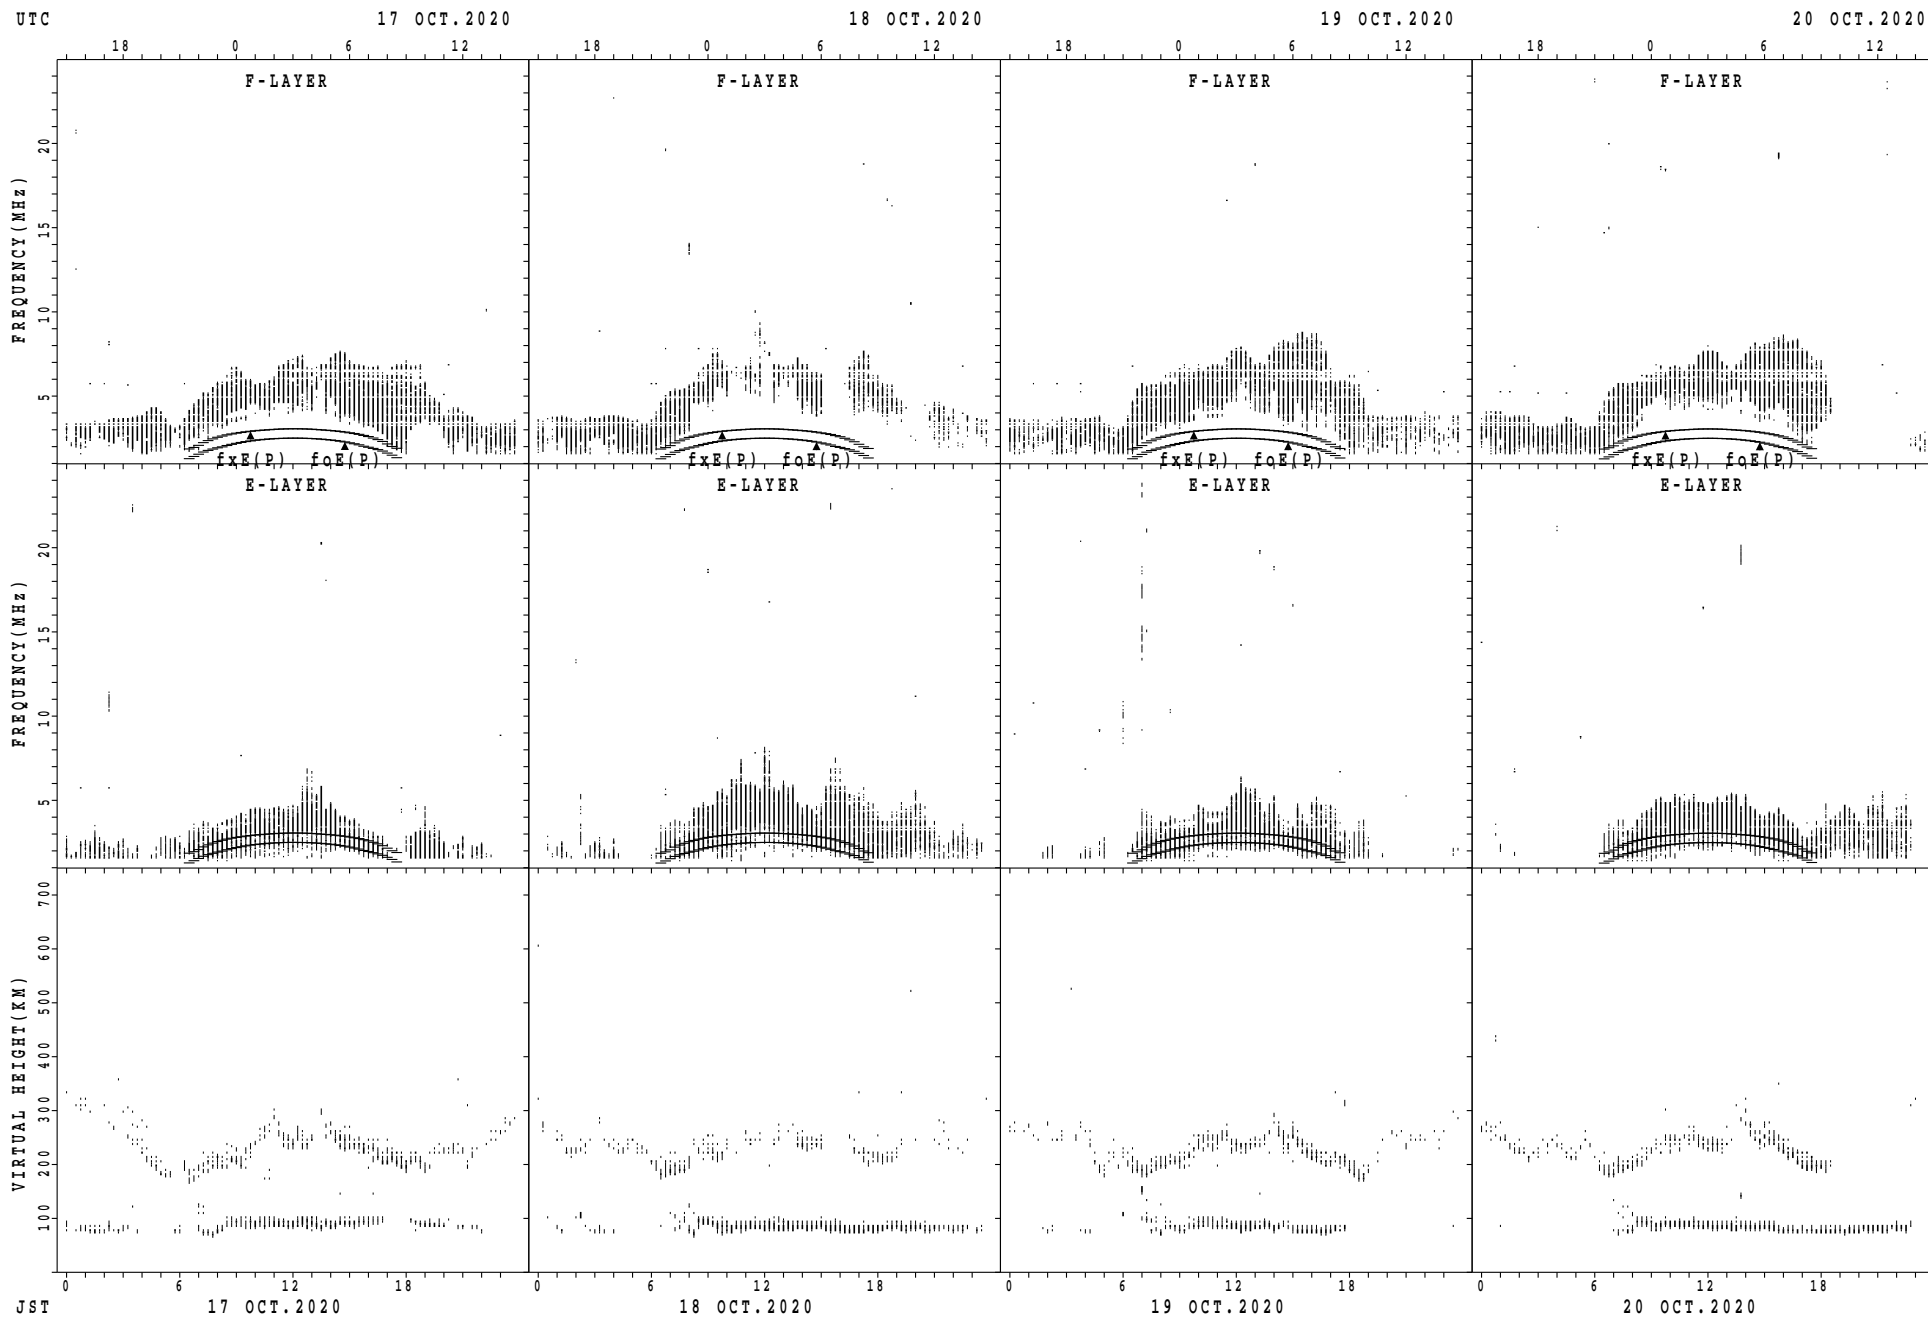 UTC 17 OCT.2020 18 OCT.2020 19 OCT.2020 20 OCT.2020
18 0 6 12 18 0 6 12 18 0 6 12 18 0 6 12
F-LAYER F-LAYER F-LAYER F-LAYER
FREQUENCY(MHz)
20
15
10
5
fxE(P) foE(P) fxE(P) foE(P) fxE(P) foE(P) fxE(P) foE(P)
E-LAYER E-LAYER E-LAYER E-LAYER
FREQUENCY(MHz)
20
15
10
5
VIRTUAL HEIGHT(KM)
700
600
500
400
300
200
100
0 6 12 18 0 6 12 18 0 6 12 18 0 6 12 18
JST 17 OCT.2020 18 OCT.2020 19 OCT.2020 20 OCT.2020